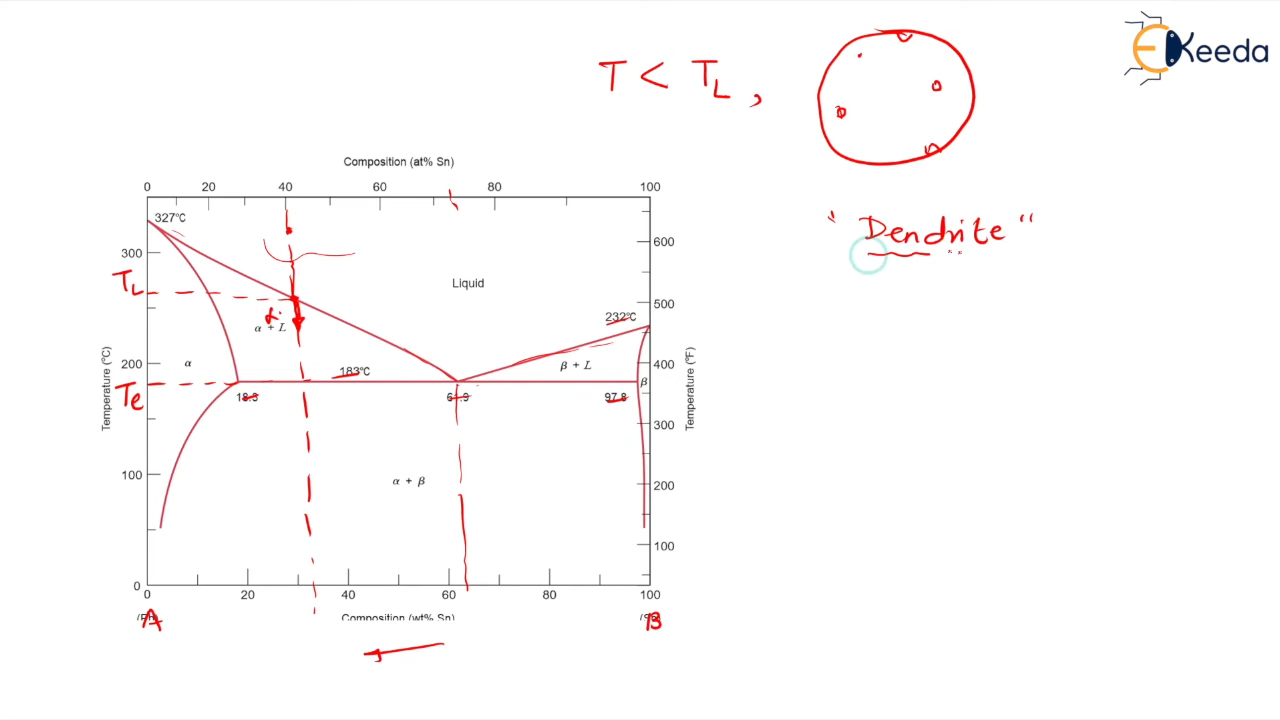 EKeeda
T < TL,
Composition (at% Sn)
0 20 40 60 80 100
327°C
Temperature (°C)
300
200
100
0
Temperature (°F)
600
500
400
300
200
100
TL
Te
Liquid
α + L
α
232°C
β + L
β
183°C
18.3
61.9
97.8
α + β
20 40 60 80 100
Composition (wt% Sn)
A
B
"Dendrite"